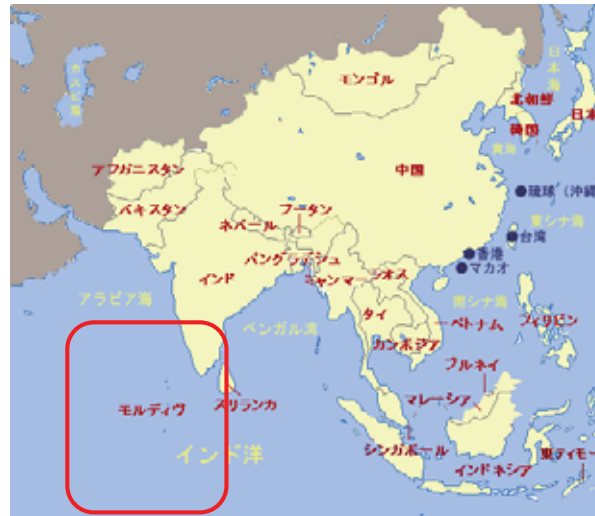 モンゴル
日本海
カスピ海
北朝鮮
日本
韓国
黄海
アフガニスタン
中国
パキスタン
ネパール
ブータン
●琉球（沖縄
東シナ海
●台湾
バングラデシュ
●香港
●マカオ
インド
ミャンマー
ラオス
アラビア海
南シナ海
タイ
ベトナム
フィリピン
ベンガル湾
カンボジア
ブルネイ
モルディヴ
スリランカ
マレーシア
インド洋
シンガポール
東ティモー
インドネシア